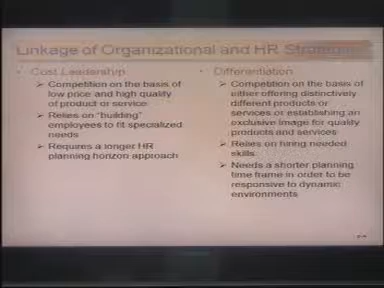 Linkage of Organizational and HR Strategies
Cost Leadership
➤ Competition on the basis of
low price and high quality
of product or service
➤ Relies on "building"
employees to fit specialized
needs
➤ Requires a longer HR
planning horizon approach
Differentiation
➤ Competition on the basis of
either offering distinctively
different products or
services or establishing an
exclusive image for quality
products and services
➤ Relies on hiring needed
skills
➤ Needs a shorter planning
time frame in order to be
responsive to dynamic
environments